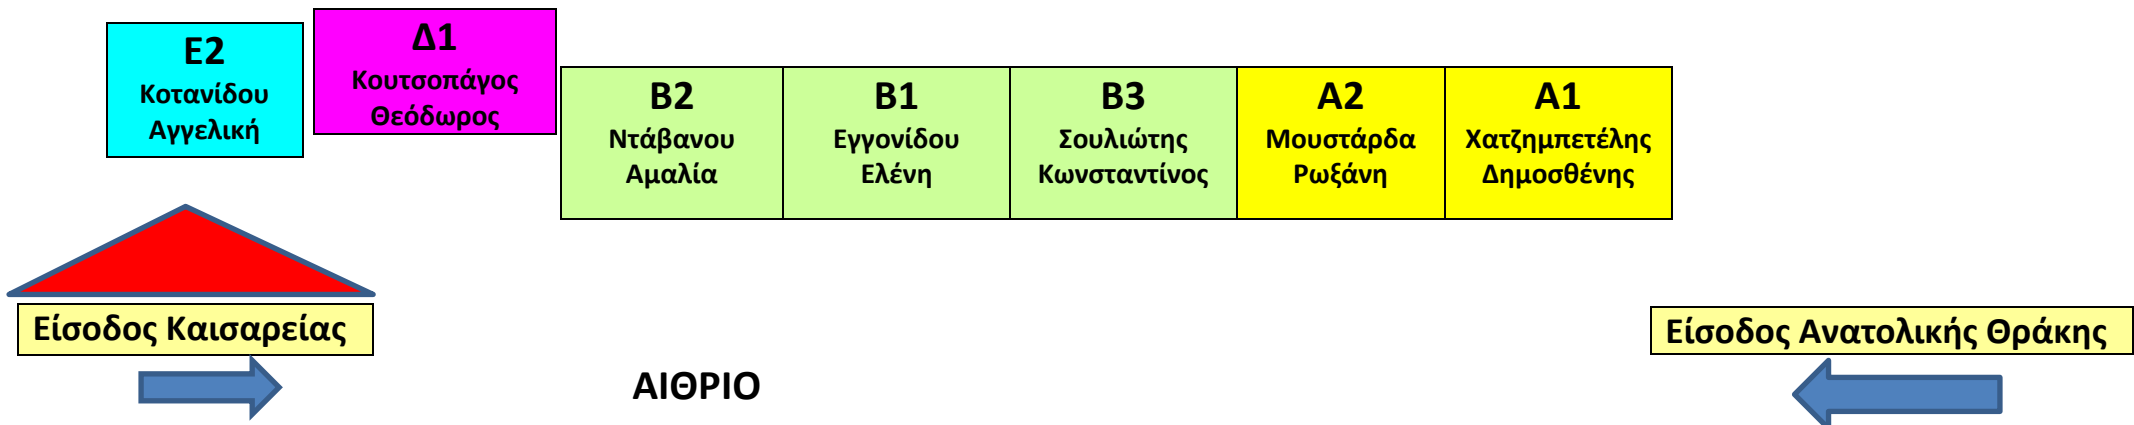 Ε2
Κοτανίδου
Αγγελική
Δ1
Κουτσοπάγος
Θεόδωρος
Β2
Ντάβανου
Αμαλία
Β1
Εγγονίδου
Ελένη
Β3
Σουλιώτης
Κωνσταντίνος
Α2
Μουστάρδα
Ρωξάνη
Α1
Χατζημπετέλης
Δημοσθένης
Είσοδος Καισαρείας
Είσοδος Ανατολικής Θράκης
ΑΙΘΡΙΟ